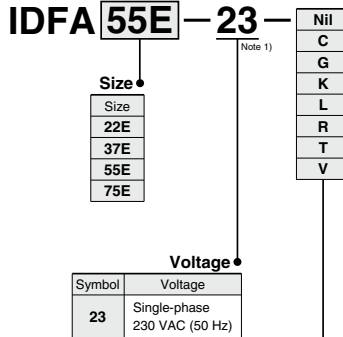 IDFA 55E — 23 —
Note 1)
Nil
C
G
K
L
R
T
V
Size
Size
22E
37E
55E
75E
Voltage
Symbol Voltage
23 Single-phase
230 VAC (50 Hz)